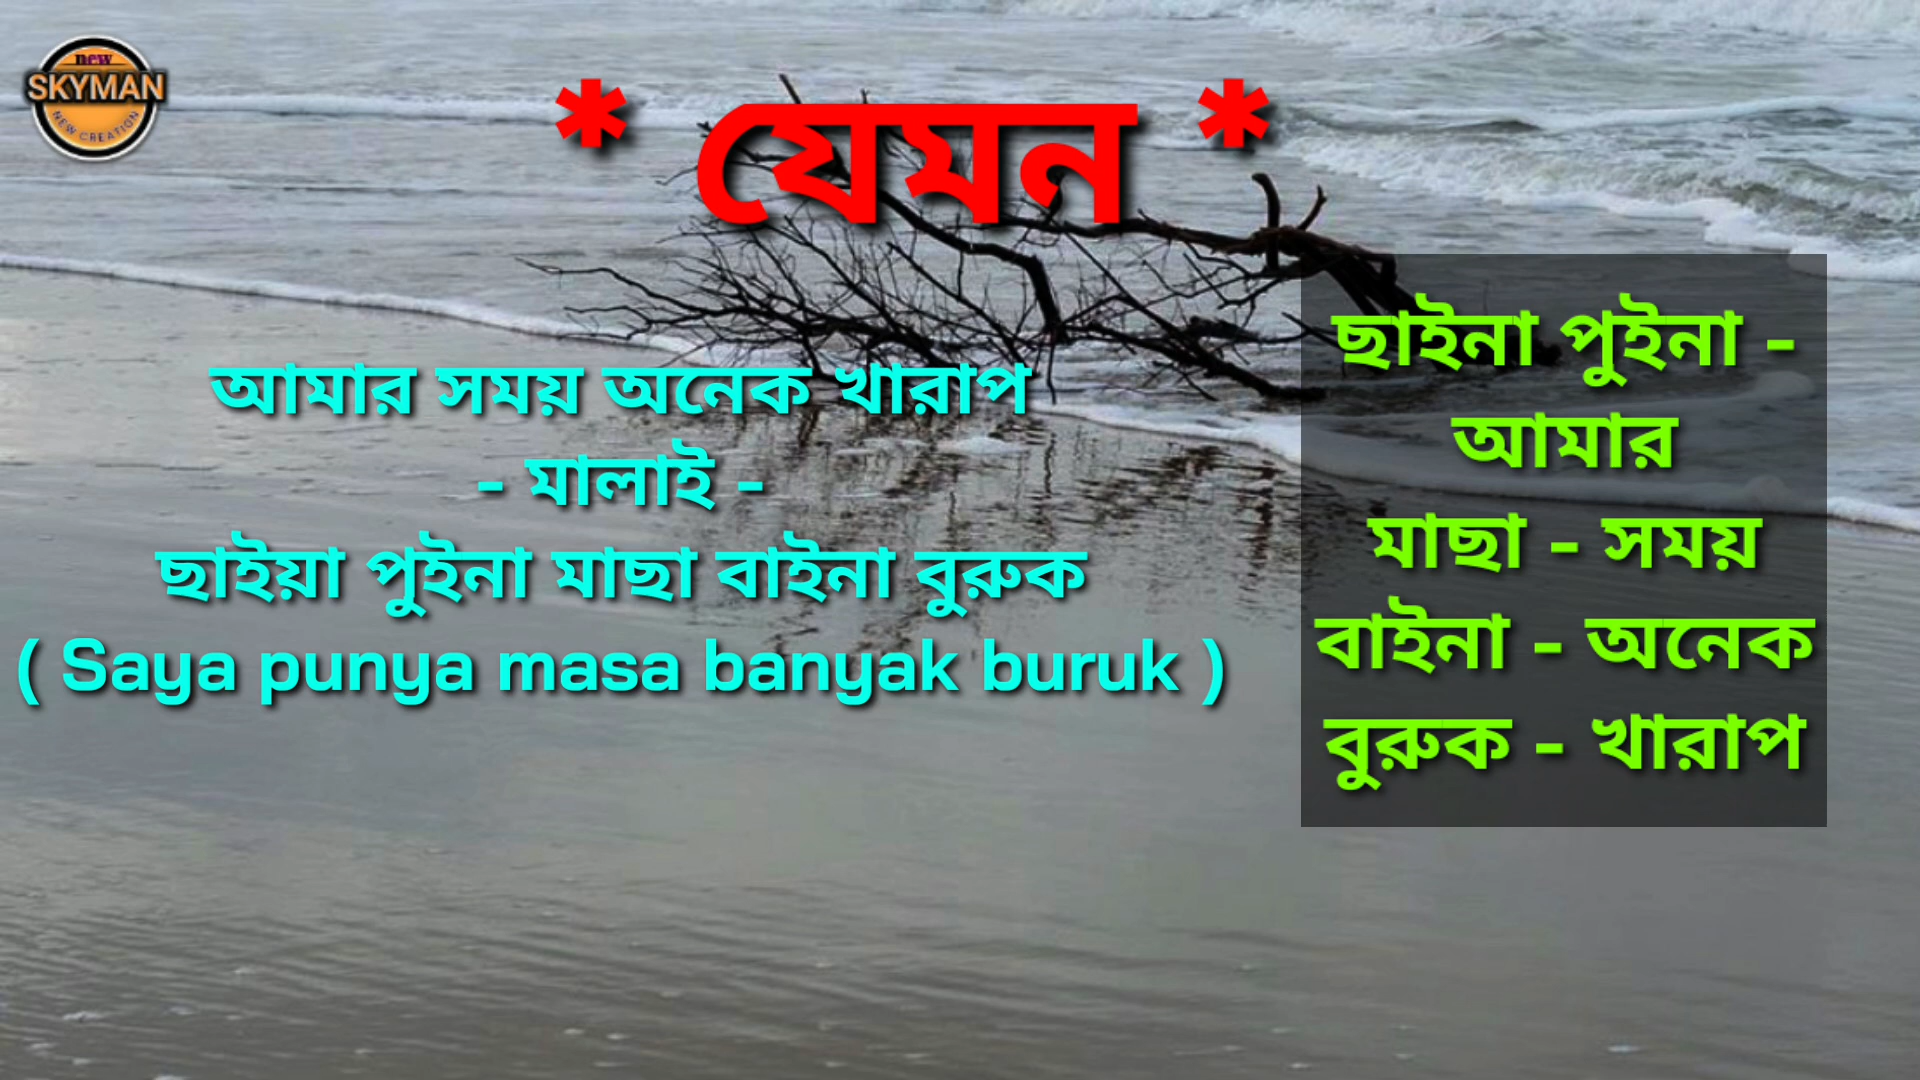 new
SKYMAN
NEW CREATION
* যেমন *
আমার সময় অনেক খারাপ
- মালাই -
ছাইয়া পুইনা মাছা বাইনা বুরুক
( Saya punya masa banyak buruk )
ছাইনা পুইনা -
আমার
মাছা - সময়
বাইনা - অনেক
বুরুক - খারাপ